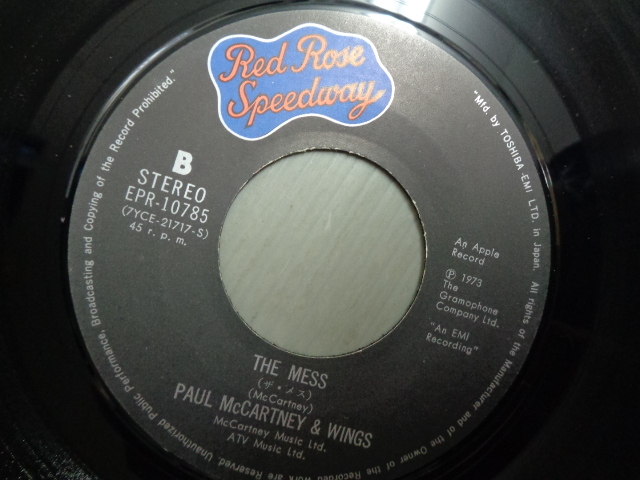 Red Rose
Speedway
B
STEREO
EPR-10785
(7YCE-21717-S)
45 r. p. m.
An Apple
Record
Ⓟ 1973
The
Gramophone
Company Ltd.
"An EMI
Recording"
THE MESS
(ザ・メス)
(McCartney)
PAUL McCARTNEY & WINGS
McCartney Music Ltd.
ATV Music Ltd.
"Mfd. by TOSHIBA-EMI LTD. in Japan. All rights of the Manufacturer and of the Owner of the Recorded Work are Reserved. Unauthorized Public Performance, Broadcasting and Copying of the Record Prohibited."